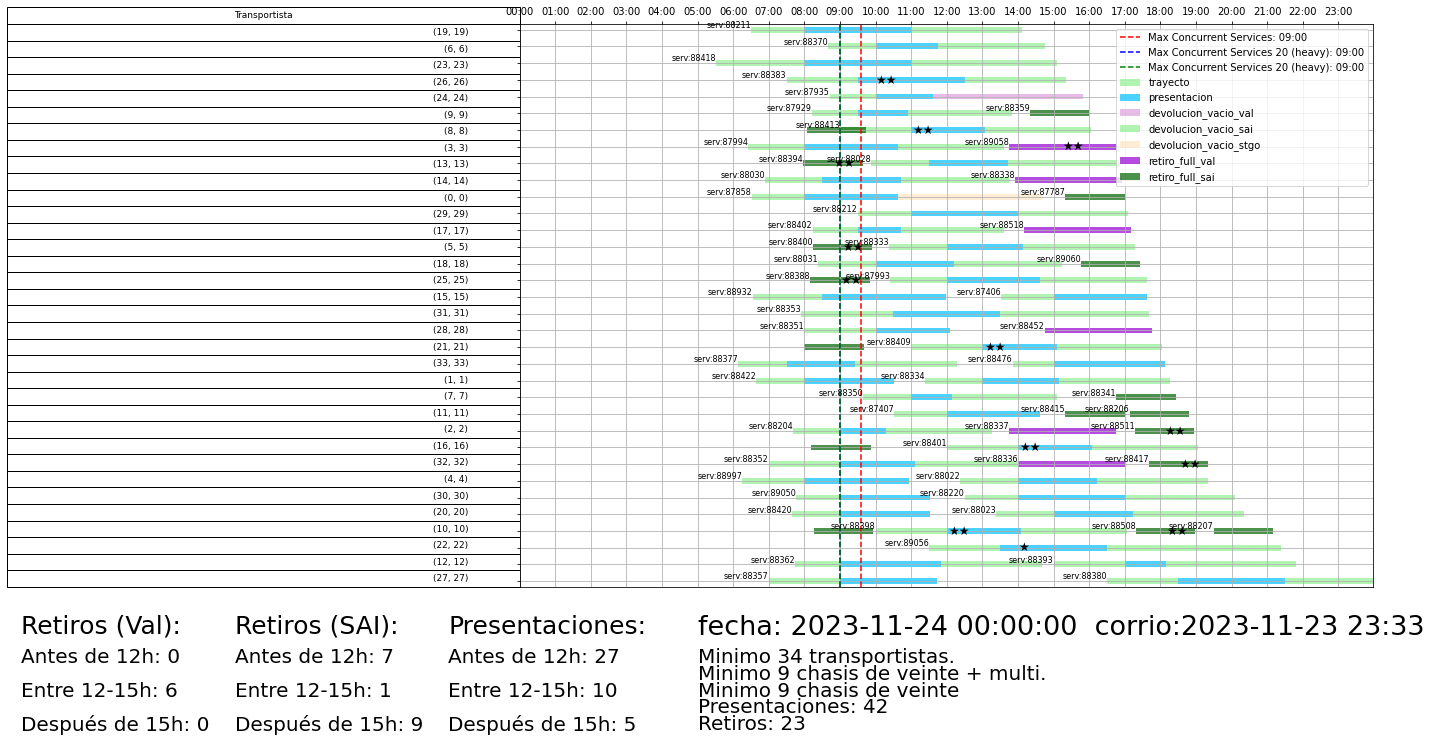 Transportista
00:00 01:00 02:00 03:00 04:00 05:00 06:00 07:00 08:00 09:00 10:00 11:00 12:00 13:00 14:00 15:00 16:00 17:00 18:00 19:00 20:00 21:00 22:00 23:00
(19, 19) serv:88211
(6, 6) serv:88370
(23, 23) serv:88418
(26, 26) serv:88383
(24, 24) serv:87935
(9, 9) serv:87929 serv:88359
(8, 8) serv:88413
(3, 3) serv:87994 serv:89058
(13, 13) serv:88394 serv:88028
(14, 14) serv:88030 serv:88338
(0, 0) serv:87858 serv:87787
(29, 29) serv:88212
(17, 17) serv:88402 serv:88518
(5, 5) serv:88400 serv:88333
(18, 18) serv:88031 serv:89060
(25, 25) serv:88388 serv:87993
(15, 15) serv:88932 serv:87406
(31, 31) serv:88353
(28, 28) serv:88351 serv:88452
(21, 21) serv:88409
(33, 33) serv:88377 serv:88476
(1, 1) serv:88422 serv:88334
(7, 7) serv:88350 serv:88341
(11, 11) serv:87407 serv:88415 serv:88206
(2, 2) serv:88204 serv:88337 serv:88511
(16, 16) serv:88401
(32, 32) serv:88352 serv:88336 serv:88417
(4, 4) serv:88997 serv:88022
(30, 30) serv:89050 serv:88220
(20, 20) serv:88420 serv:88023
(10, 10) serv:88398 serv:88508 serv:88207
(22, 22) serv:89056
(12, 12) serv:88362 serv:88393
(27, 27) serv:88357 serv:88380
Max Concurrent Services: 09:00
Max Concurrent Services 20 (heavy): 09:00
Max Concurrent Services 20 (heavy): 09:00
trayecto
presentacion
devolucion_vacio_val
devolucion_vacio_sai
devolucion_vacio_stgo
retiro_full_val
retiro_full_sai
Retiros (Val):
Antes de 12h: 0
Entre 12-15h: 6
Después de 15h: 0
Retiros (SAI):
Antes de 12h: 7
Entre 12-15h: 1
Después de 15h: 9
Presentaciones:
Antes de 12h: 27
Entre 12-15h: 10
Después de 15h: 5
fecha: 2023-11-24 00:00:00 corrio:2023-11-23 23:33
Minimo 34 transportistas.
Minimo 9 chasis de veinte + multi.
Minimo 9 chasis de veinte
Presentaciones: 42
Retiros: 23